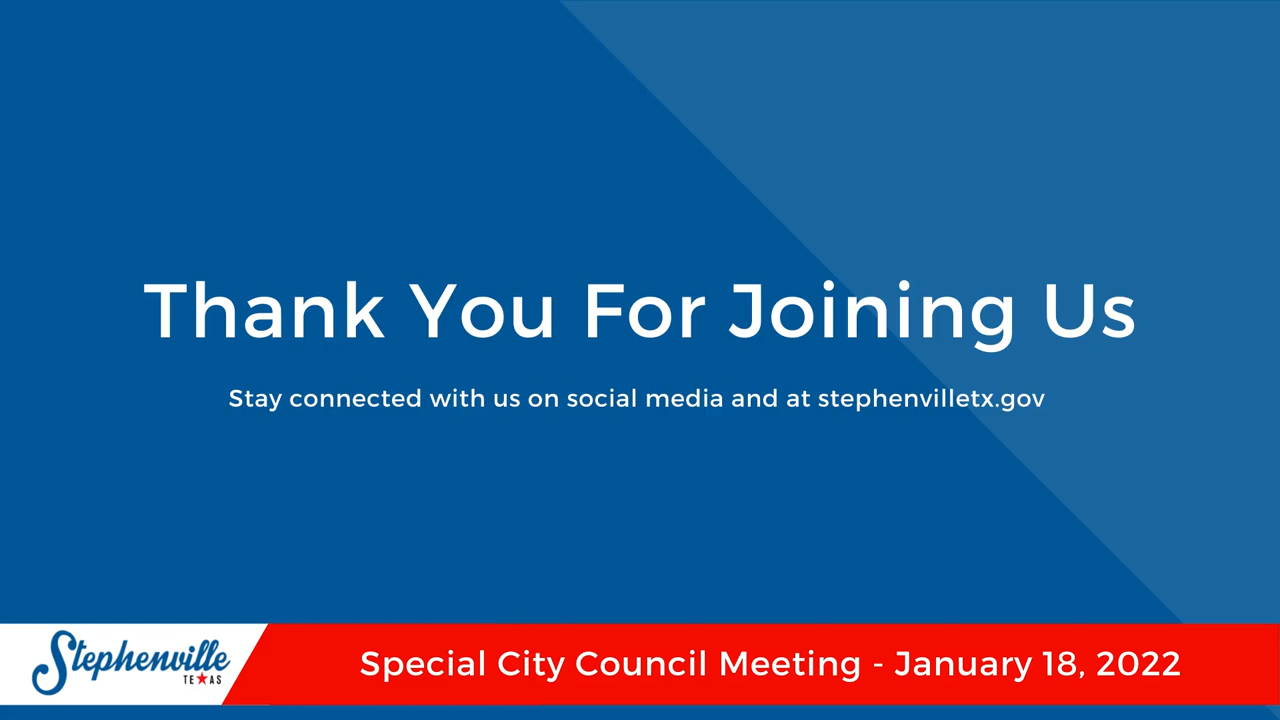 Thank You For Joining Us
Stay connected with us on social media and at stephenvilletx.gov
Stephenville
TEXAS
Special City Council Meeting - January 18, 2022